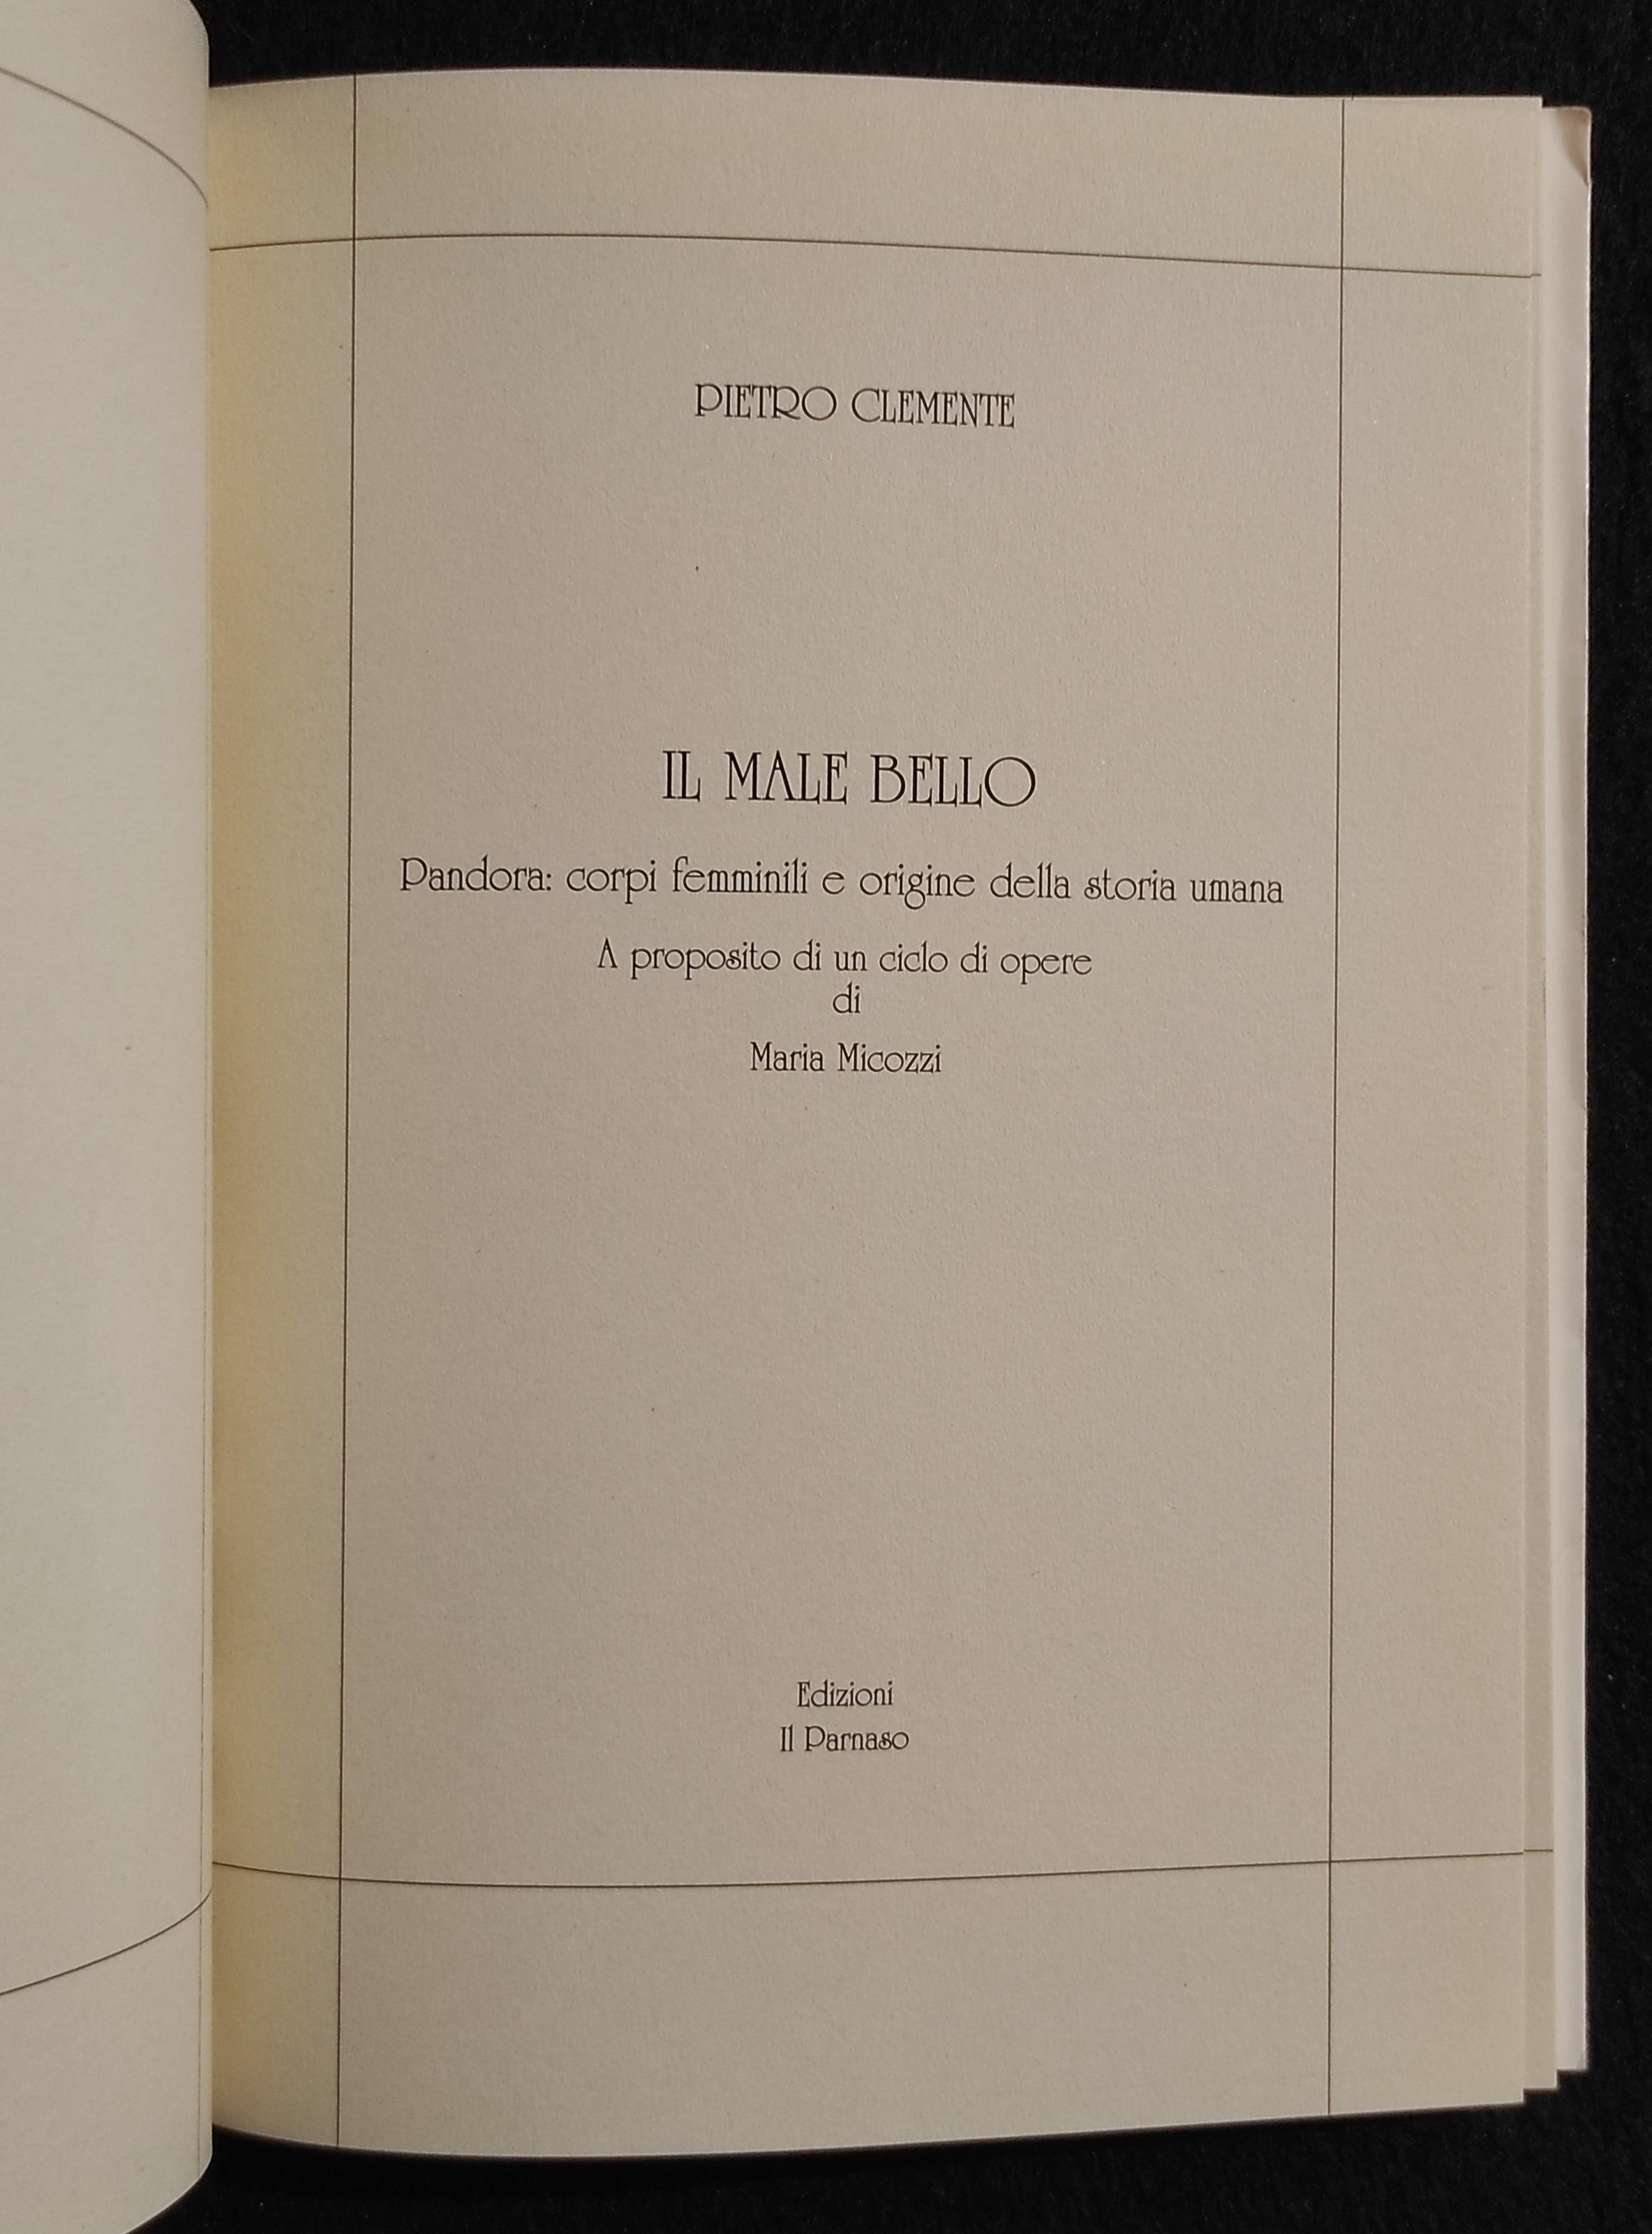 PIETRO CLEMENTE
IL MALE BELLO
Pandora: corpi femminili e origine della storia umana
A proposito di un ciclo di opere
di
Maria Micozzi
Edizioni
Il Parnaso